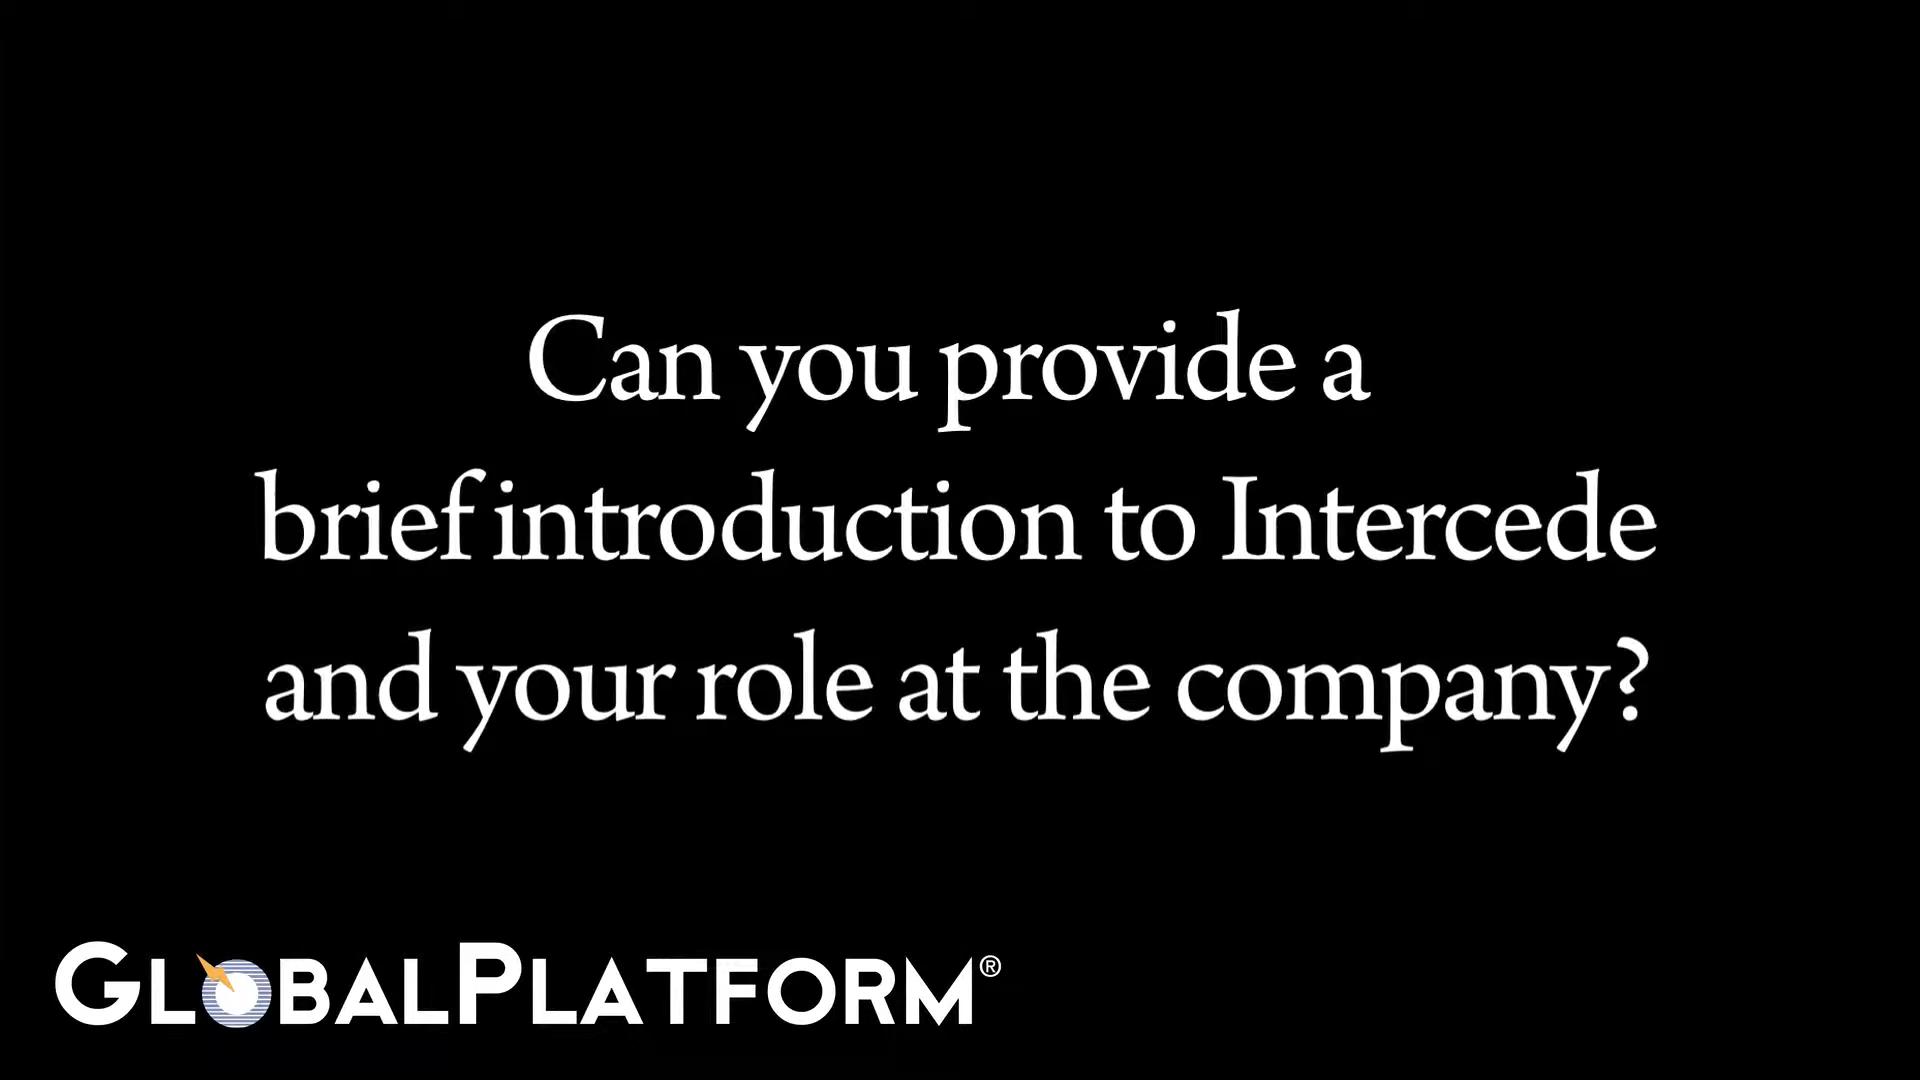 Can you provide a
brief introduction to Intercede
and your role at the company?
GLOBALPLATFORM®